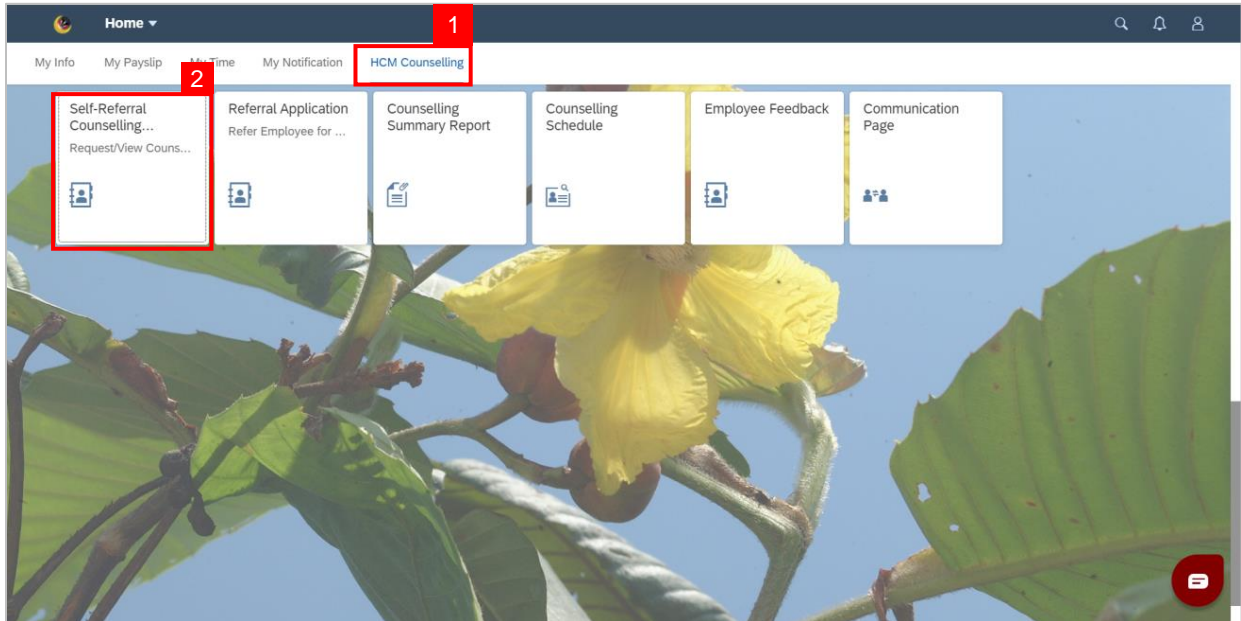 Home
1
My Info My Payslip My Time My Notification HCM Counselling
2
Self-Referral
Counselling...
Request/View Couns...
Referral Application
Refer Employee for ...
Counselling
Summary Report
Counselling
Schedule
Employee Feedback
Communication
Page